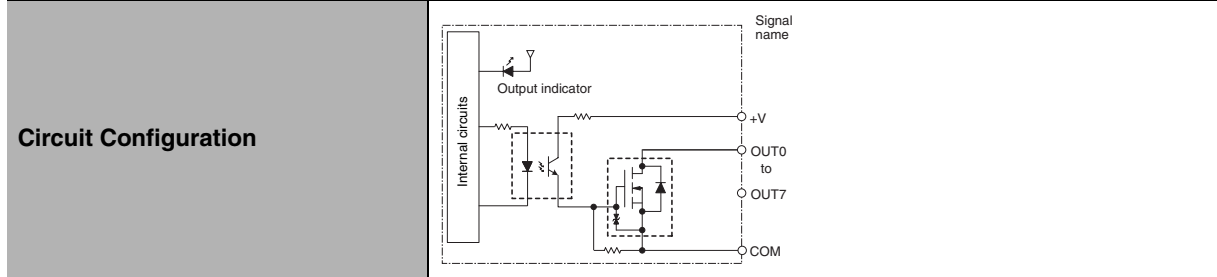 Circuit Configuration
Signal
name
Internal circuits
Output indicator
+V
OUT0
to
OUT7
COM